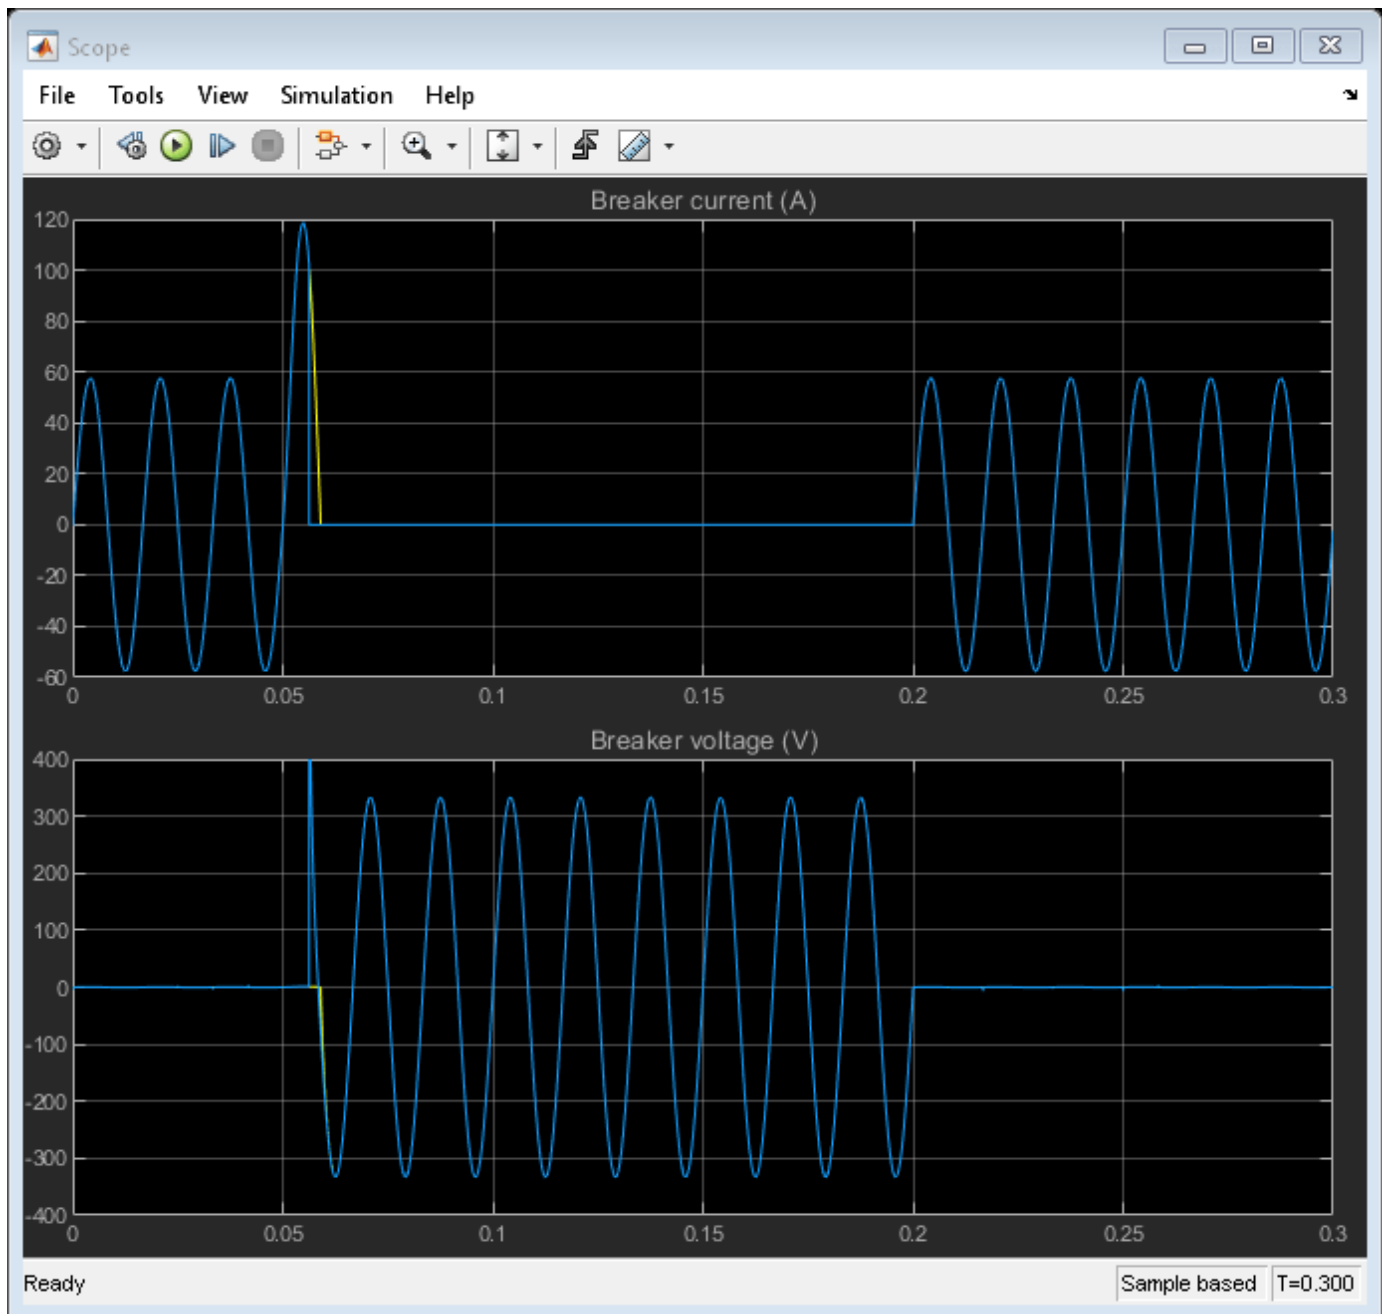 Scope
File Tools View Simulation Help
Breaker current (A)
120
100
80
60
40
20
0
-20
-40
-60
0 0.05 0.1 0.15 0.2 0.25 0.3
Breaker voltage (V)
400
300
200
100
0
-100
-200
-300
-400
0 0.05 0.1 0.15 0.2 0.25 0.3
Ready Sample based T=0.300